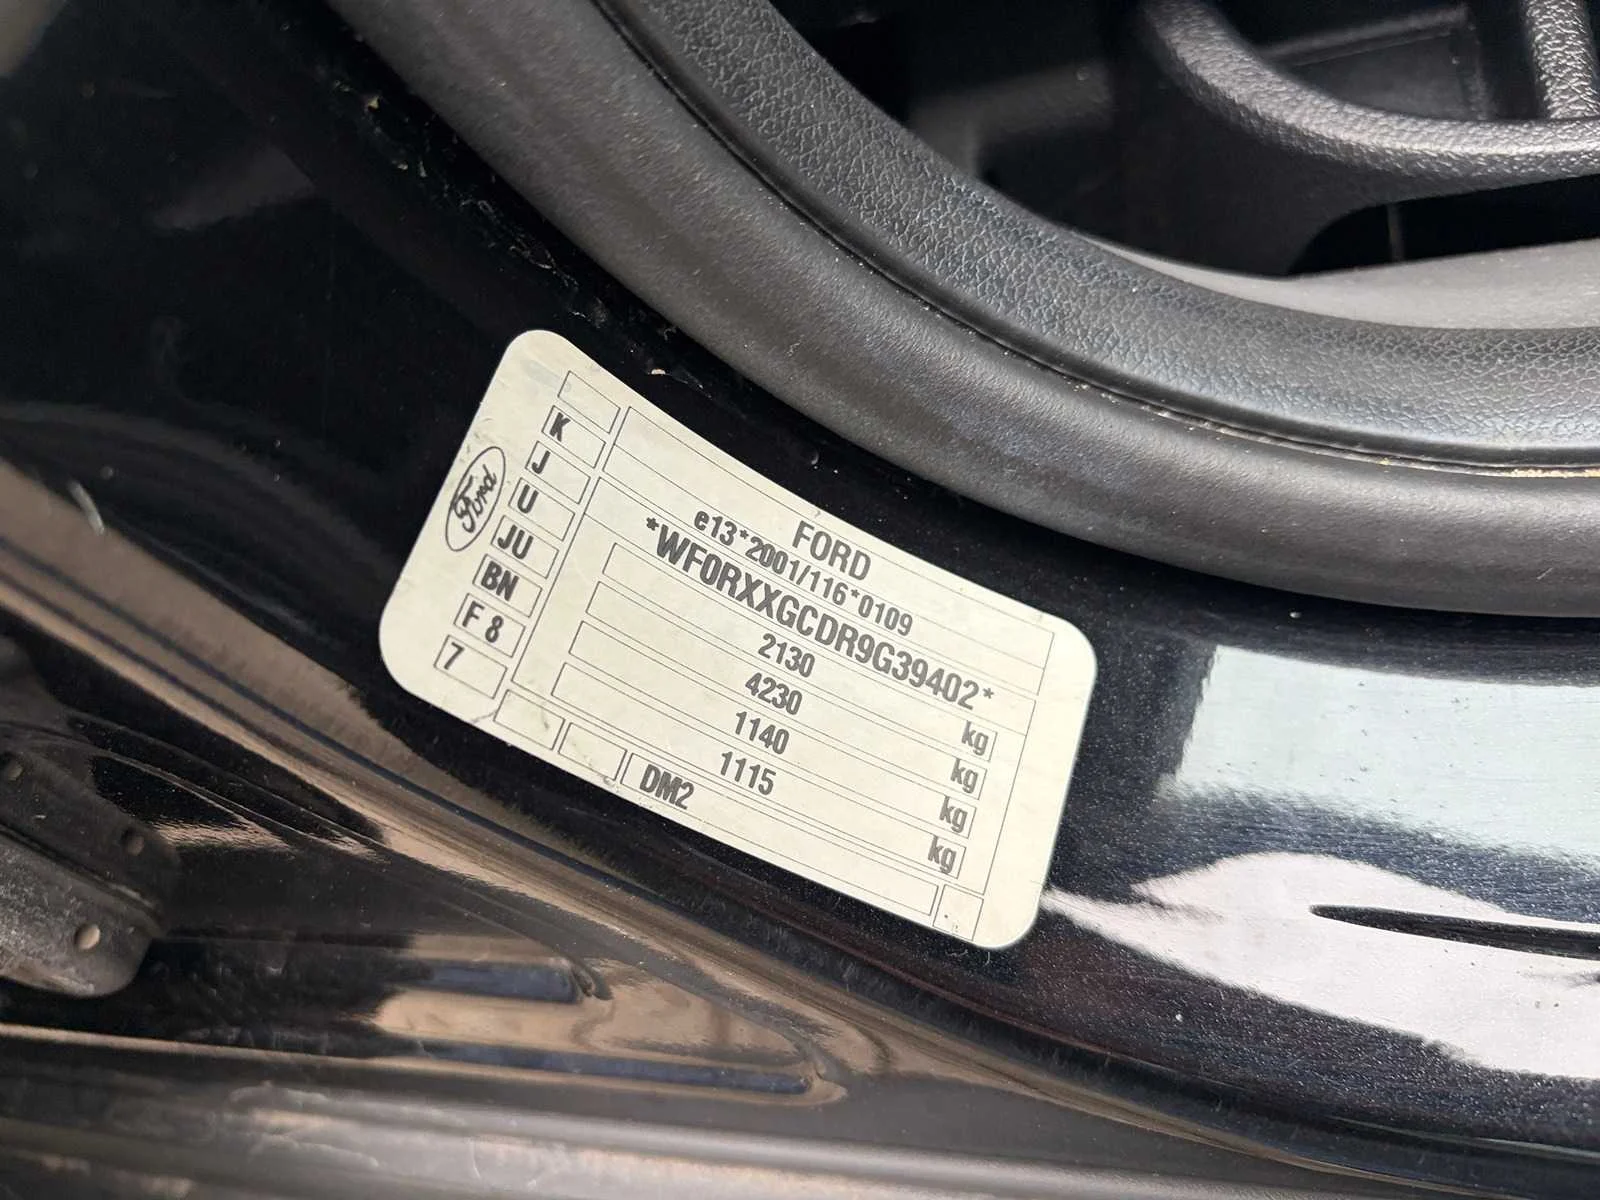 Ford
FORD
e13*2001/116*0109
*WF0RXXGCDR9G39402*
2130 kg
4230 kg
1140 kg
1115 kg
K
J
U
JU
BN
F 8
7
DM2